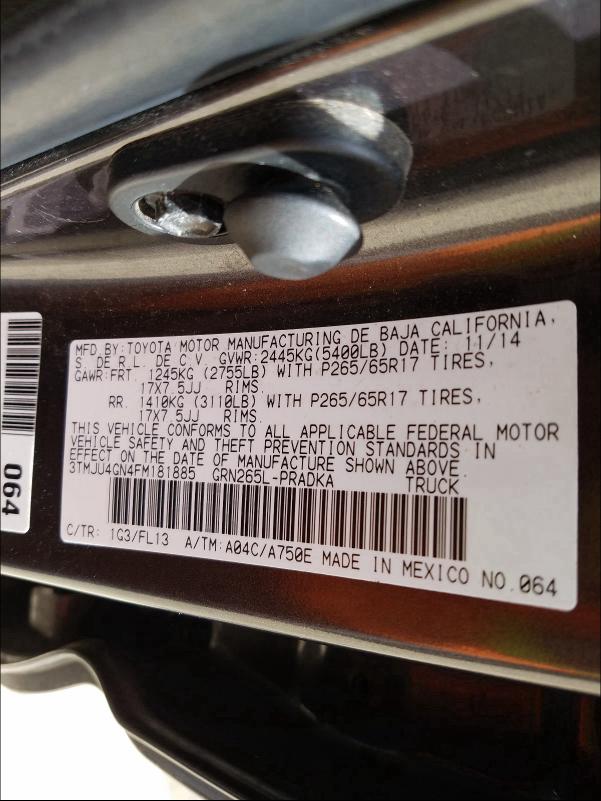 MFD. BY: TOYOTA MOTOR MANUFACTURING DE BAJA CALIFORNIA,
S. DE R.L. DE C.V. GVWR: 2445KG(5400LB) DATE: 11/14
GAWR: FRT. 1245KG (2755LB) WITH P265/65R17 TIRES,
17X7.5JJ RIMS.
RR. 1410KG (3110LB) WITH P265/65R17 TIRES,
17X7.5JJ RIMS.
THIS VEHICLE CONFORMS TO ALL APPLICABLE FEDERAL MOTOR
VEHICLE SAFETY AND THEFT PREVENTION STANDARDS IN
EFFECT ON THE DATE OF MANUFACTURE SHOWN ABOVE.
3TMJU4GN4FM181885 GRN265L-PRADKA TRUCK
C/TR: 1G3/FL13 A/TM: A04C/A750E MADE IN MEXICO NO. 064
064